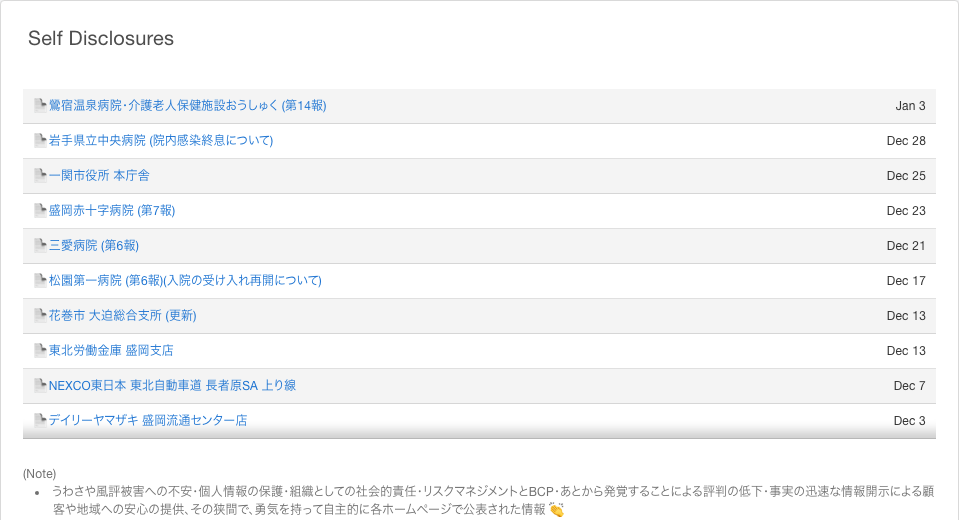 Self Disclosures
鶯宿温泉病院・介護老人保健施設おうしゅく (第14報) Jan 3
岩手県立中央病院 (院内感染終息について) Dec 28
一関市役所 本庁舎 Dec 25
盛岡赤十字病院 (第7報) Dec 23
三愛病院 (第6報) Dec 21
松園第一病院 (第6報)(入院の受け入れ再開について) Dec 17
花巻市 大迫総合支所 (更新) Dec 13
東北労働金庫 盛岡支店 Dec 13
NEXCO東日本 東北自動車道 長者原SA 上り線 Dec 7
デイリーヤマザキ 盛岡流通センター店 Dec 3
(Note)
• うわさや風評被害への不安・個人情報の保護・組織としての社会的責任・リスクマネジメントとBCP・あとから発覚することによる評判の低下・事実の迅速な情報開示による顧
客や地域への安心の提供、その狭間で、勇気を持って自主的に各ホームページで公表された情報 👏